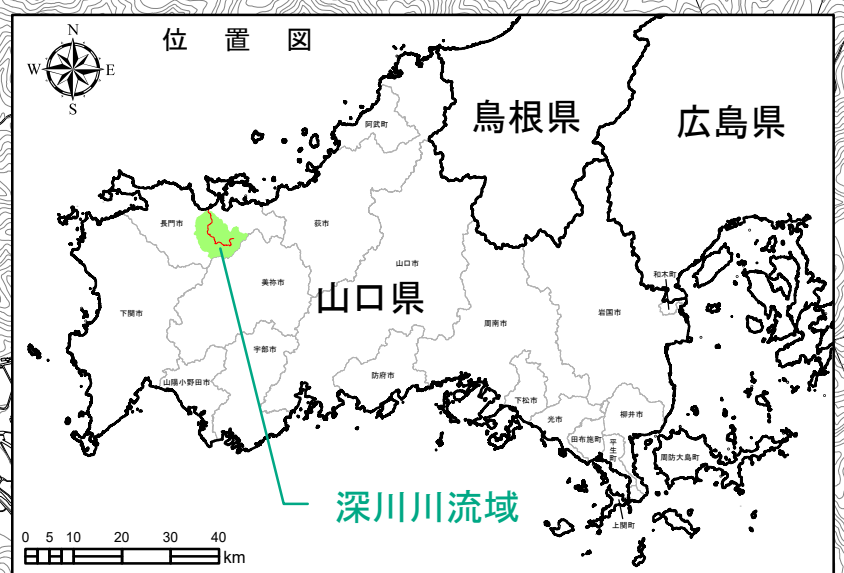 位置図
N
W
E
S
島根県
広島県
阿武町
長門市
萩市
山口市
美祢市
和木町
下関市
山口県
周南市
岩国市
宇部市
山陽小野田市
防府市
下松市
光市
柳井市
田布施町
平生町
周防大島町
上関町
深川川流域
0 5 10 20 30 40
km